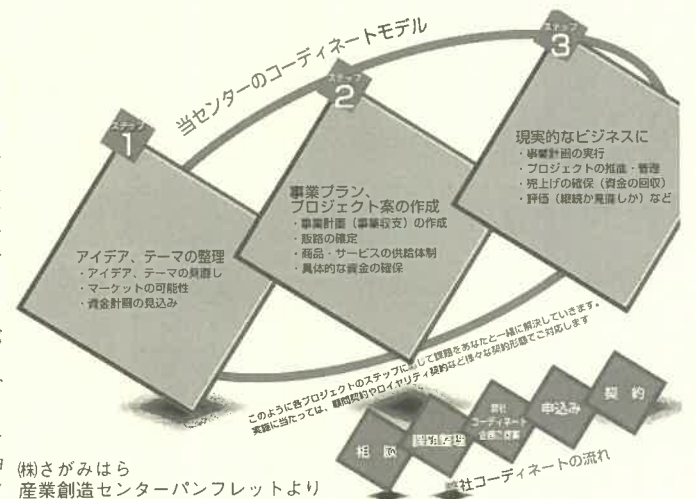 当センターのコーディネートモデル
ステップ
1
アイデア、テーマの整理
・アイデア、テーマの見直し
・マーケットの可能性
・資金計画の見込み
ステップ
2
事業プラン、
プロジェクト案の作成
・事業計画(事業収支)の作成
・販路の確定
・商品・サービスの供給体制
・具体的な資金の確保
ステップ
3
現実的なビジネスに
・事業計画の実行
・プロジェクトの推進・管理
・売上げの確保(資金の回収)
・評価(継続か見直しか)など
このように各プロジェクトのステップに応じて課題をあなたと一緒に解決していきます。
実施に当たっては、顧問契約やロイヤリティ契約など様々な契約形態でご対応します
相談
コーディネート
申込み
契約
社コーディネートの流れ
㈱さがみはら
産業創造センターパンフレットより